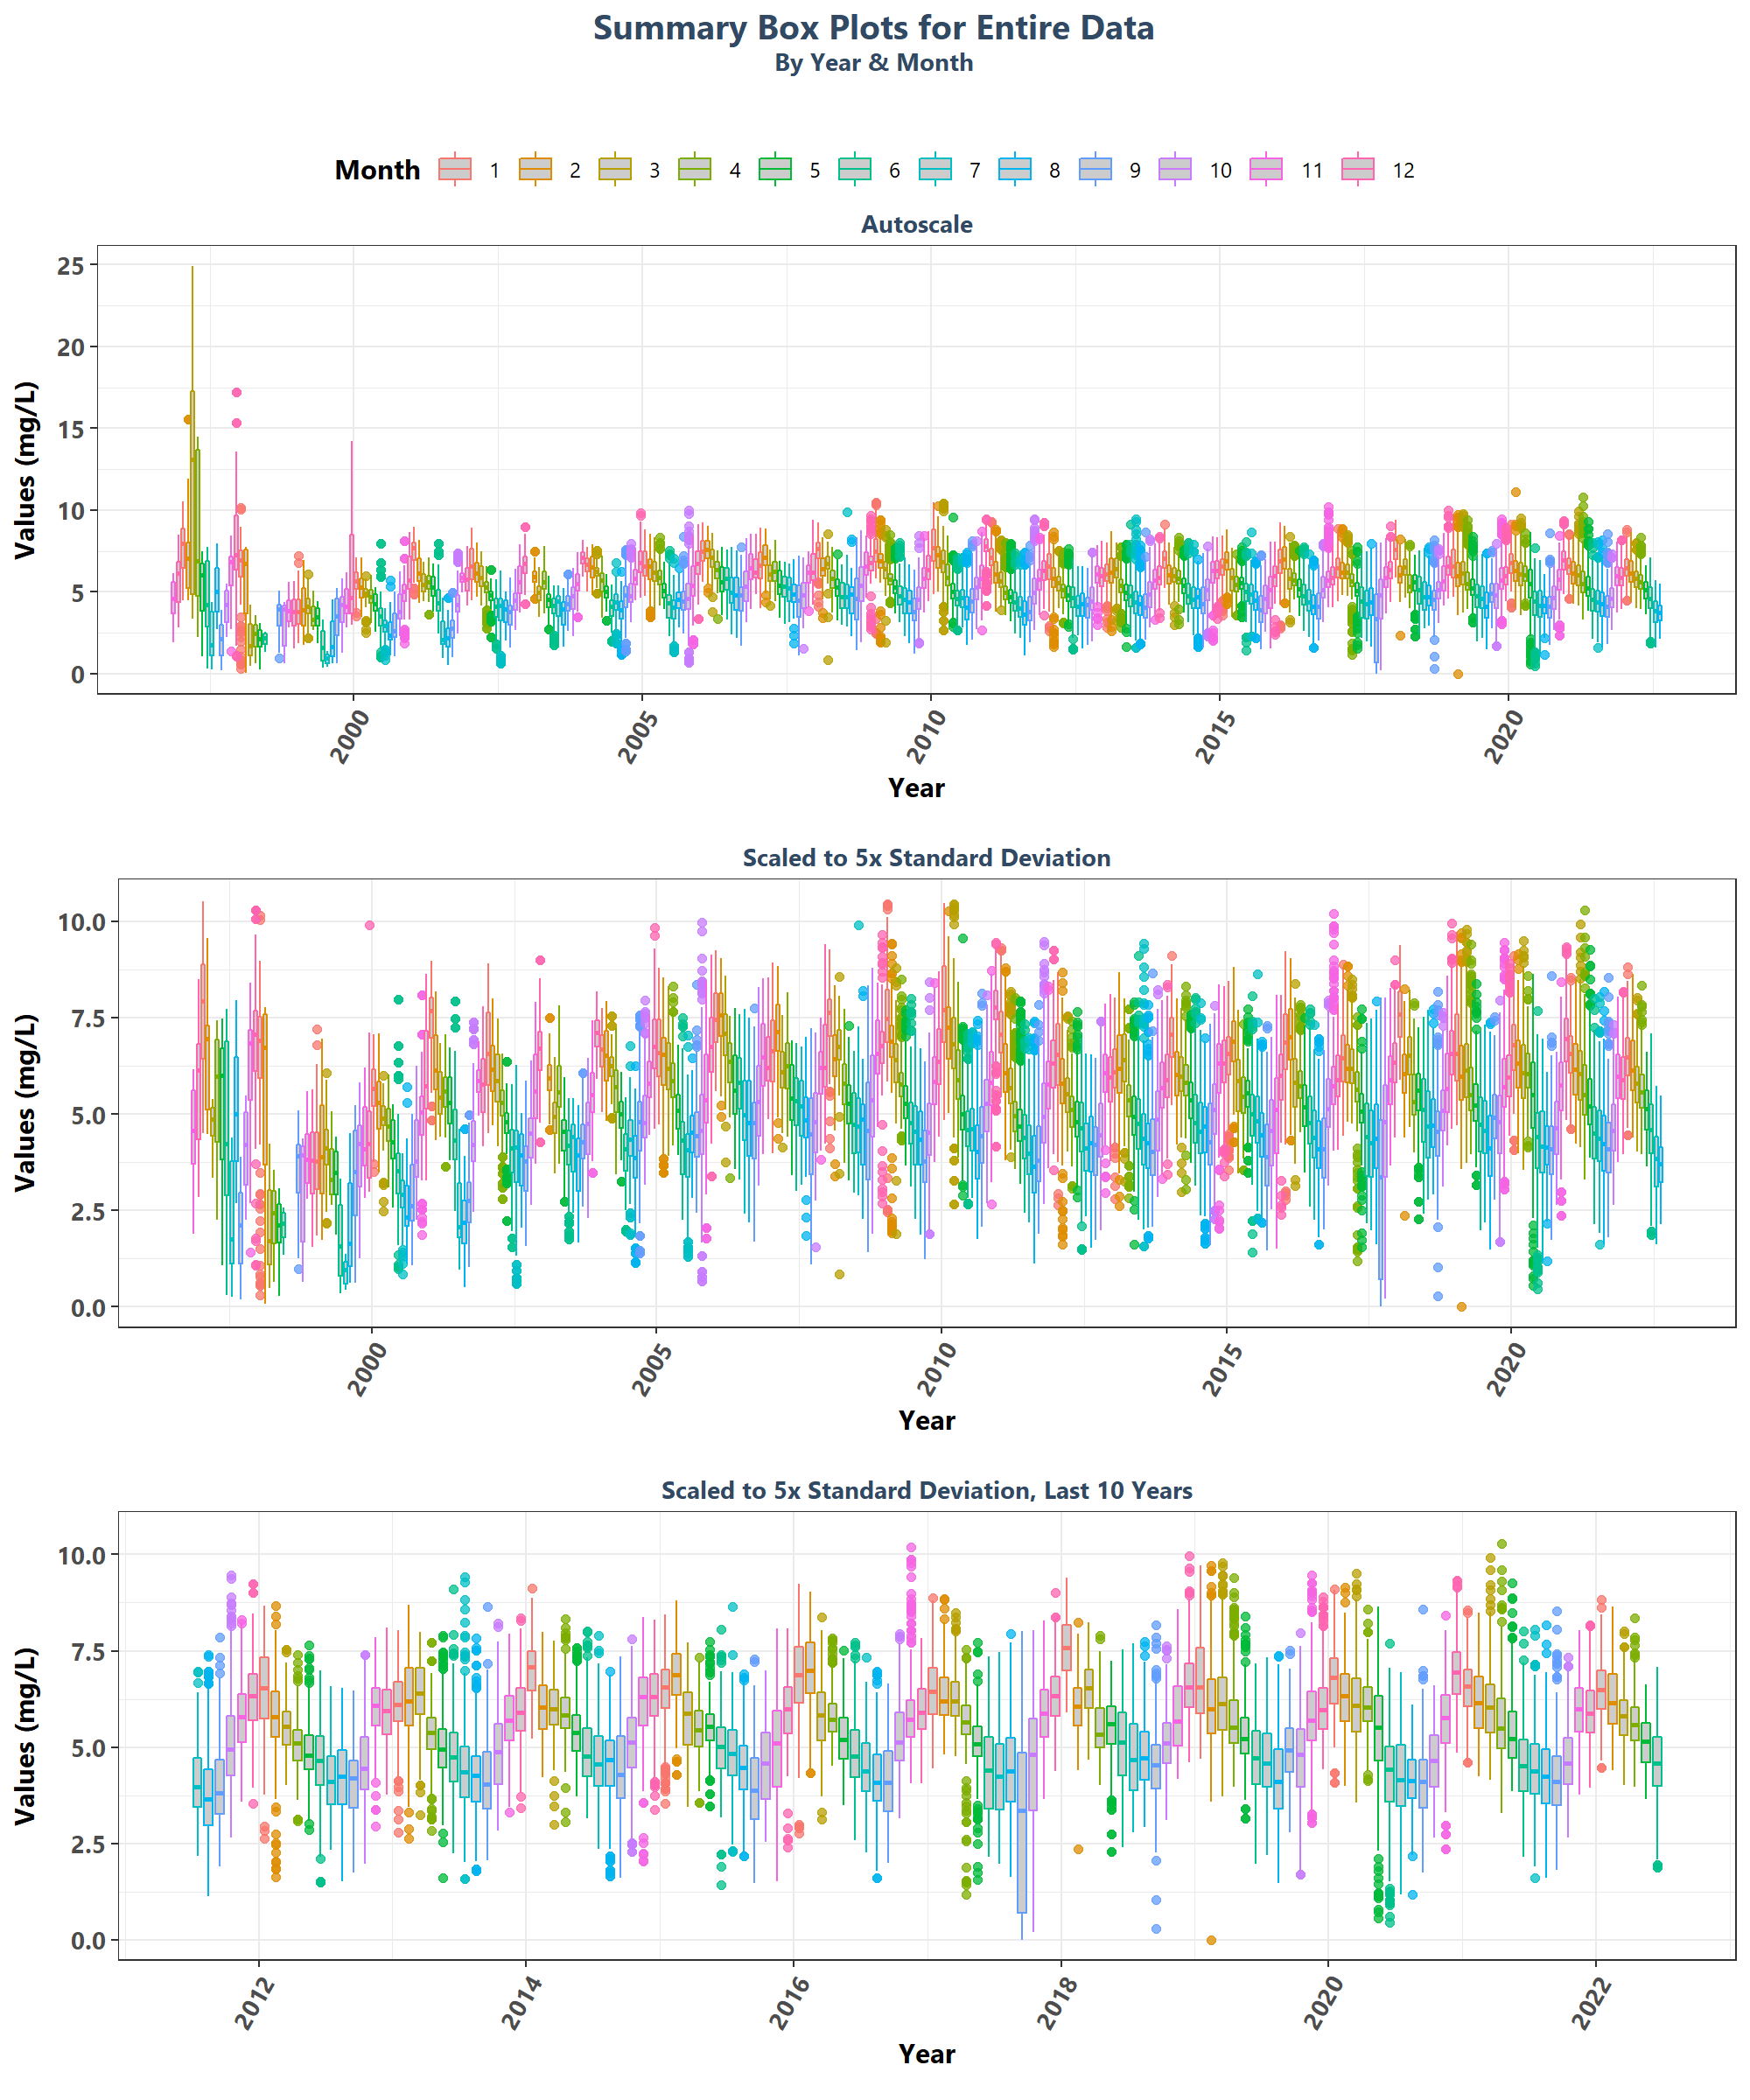 Summary Box Plots for Entire Data
By Year & Month
Month 1 2 3 4 5 6 7 8 9 10 11 12
Autoscale
Values (mg/L)
25
20
15
10
5
0
2000 2005 2010 2015 2020
Year
Scaled to 5x Standard Deviation
Values (mg/L)
10.0
7.5
5.0
2.5
0.0
2000 2005 2010 2015 2020
Year
Scaled to 5x Standard Deviation, Last 10 Years
Values (mg/L)
10.0
7.5
5.0
2.5
0.0
2012 2014 2016 2018 2020 2022
Year